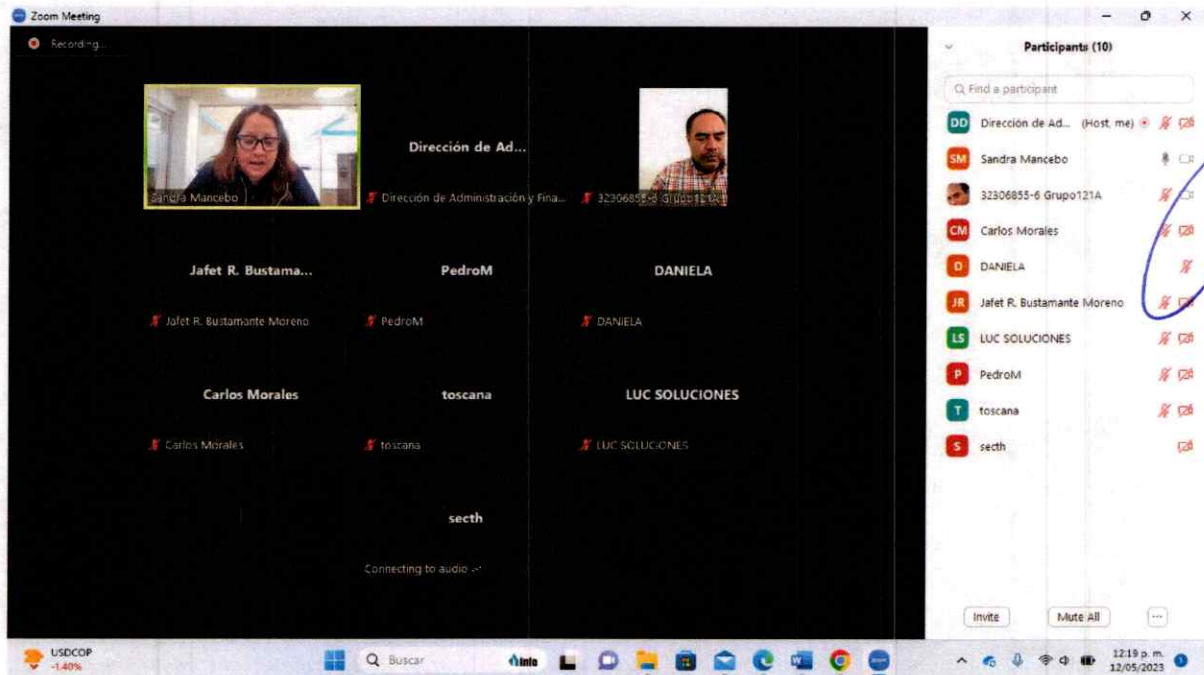 Zoom Meeting
Recording...
Sandra Mancebo
Dirección de Ad...
Dirección de Administración y Fina...
32306855-6 Grupo121A
Jafet R. Bustama...
PedroM
DANIELA
Jafet R. Bustamante Moreno
PedroM
DANIELA
Carlos Morales
toscana
LUC SOLUCIONES
Carlos Morales
toscana
LUC SOLUCIONES
secth
Connecting to audio
Participants (10)
Find a participant
DD Dirección de Ad... (Host, me)
SM Sandra Mancebo
32306855-6 Grupo121A
CM Carlos Morales
D DANIELA
JR Jafet R. Bustamante Moreno
LS LUC SOLUCIONES
P PedroM
T toscana
S secth
Invite Mute All ...
USDCOP
-1.40%
Buscar
12:19 p. m.
12/05/2023